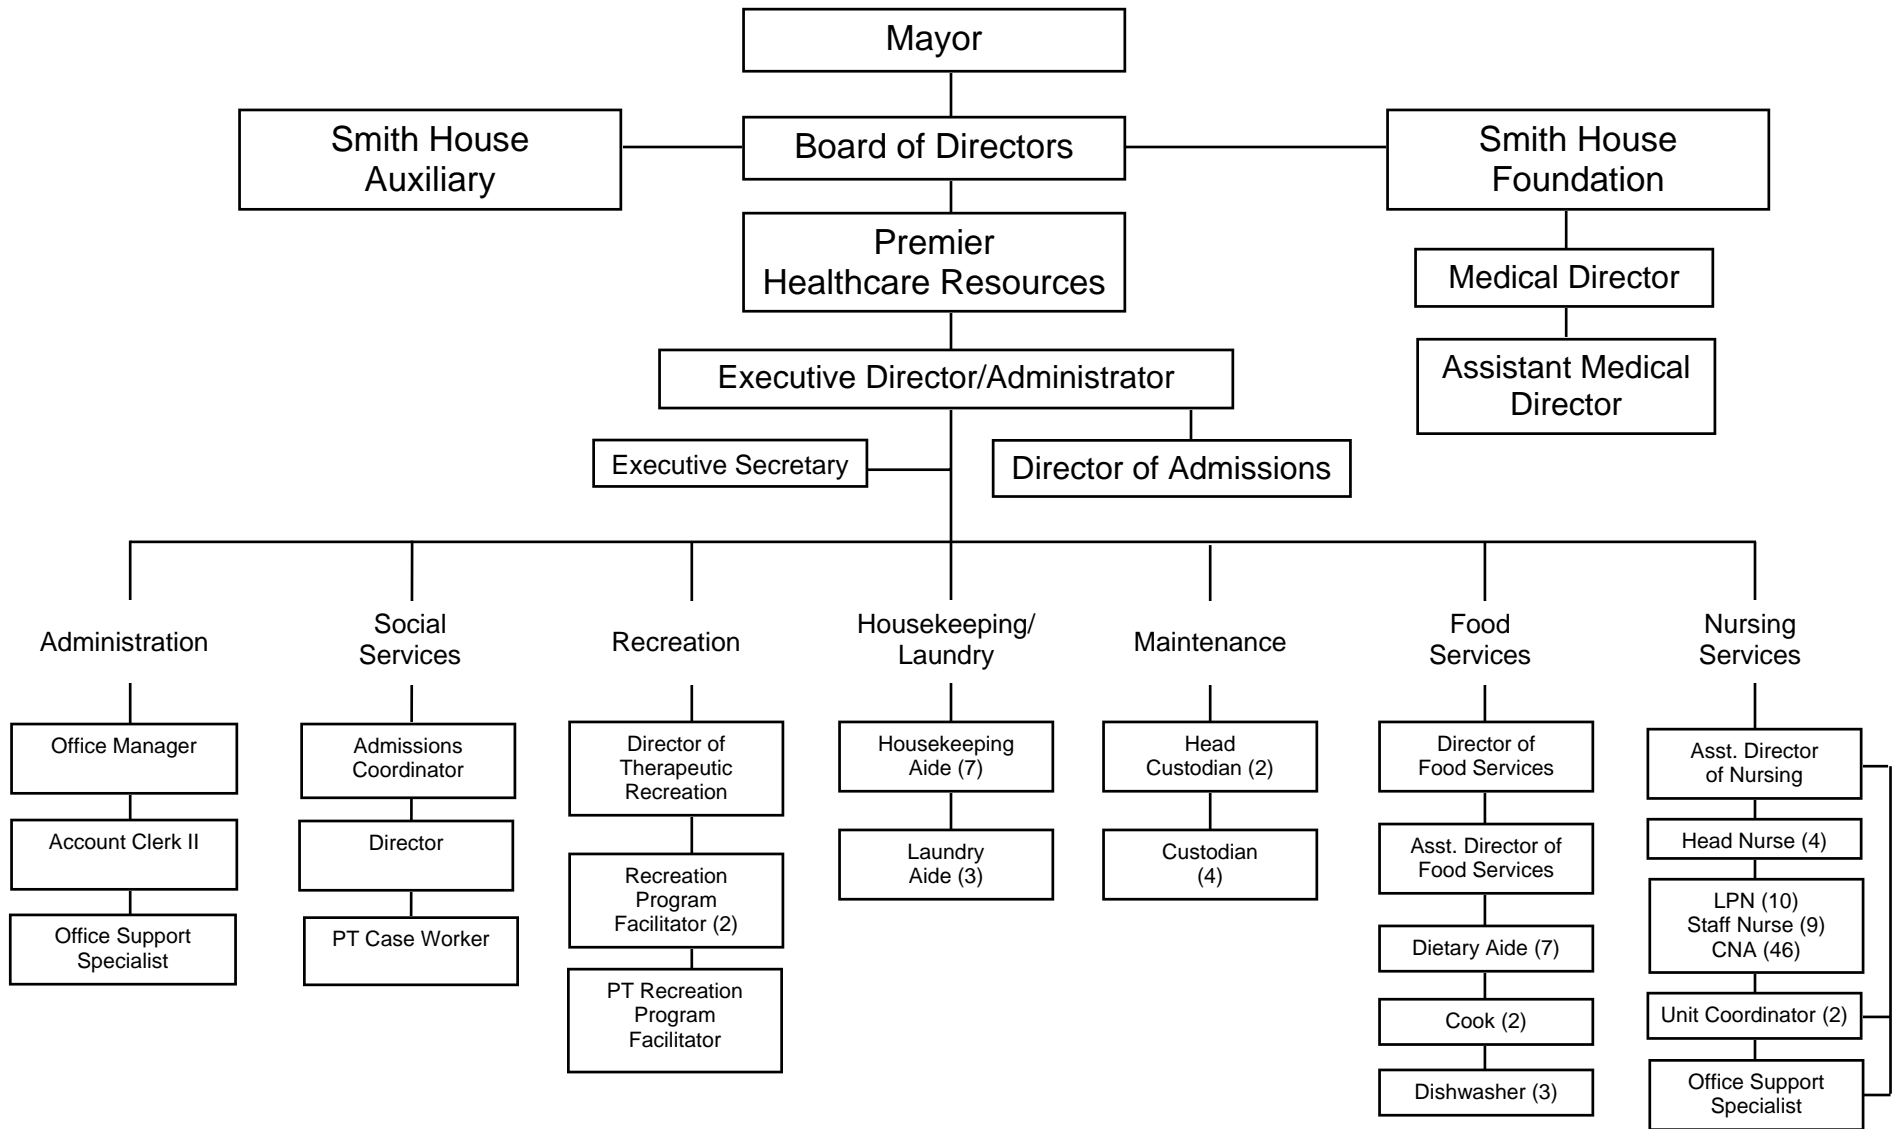 Mayor
Smith House
Auxiliary
Board of Directors
Smith House
Foundation
Premier
Healthcare Resources
Medical Director
Executive Director/Administrator
Assistant Medical
Director
Executive Secretary
Director of Admissions
Administration
Social
Services
Recreation
Housekeeping/
Laundry
Maintenance
Food
Services
Nursing
Services
Office Manager
Account Clerk II
Office Support
Specialist
Admissions
Coordinator
Director
PT Case Worker
Director of
Therapeutic
Recreation
Recreation
Program
Facilitator (2)
PT Recreation
Program
Facilitator
Housekeeping
Aide (7)
Laundry
Aide (3)
Head
Custodian (2)
Custodian
(4)
Director of
Food Services
Asst. Director of
Food Services
Dietary Aide (7)
Cook (2)
Dishwasher (3)
Asst. Director
of Nursing
Head Nurse (4)
LPN (10)
Staff Nurse (9)
CNA (46)
Unit Coordinator (2)
Office Support
Specialist